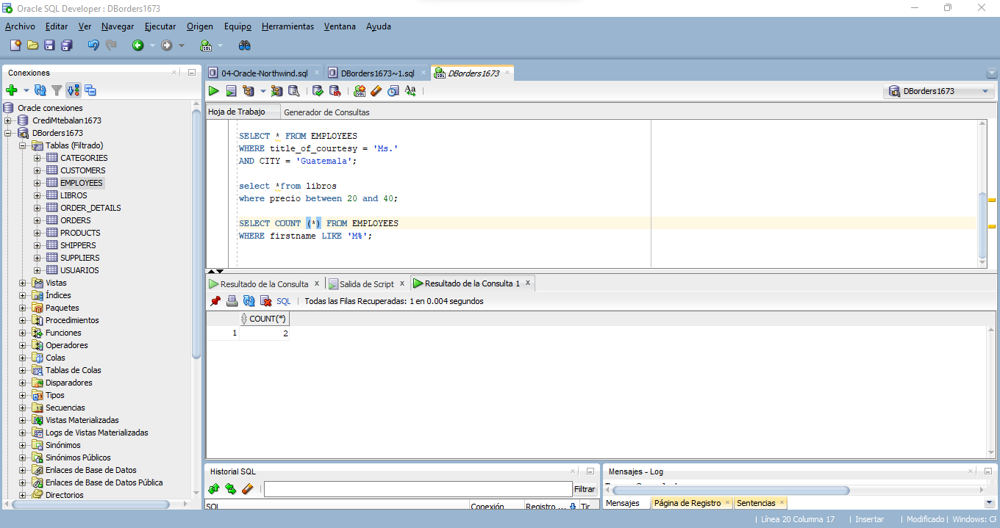 Oracle SQL Developer : DBorders1673
Archivo Editar Ver Navegar Ejecutar Origen Equipo Herramientas Ventana Ayuda
Conexiones
Oracle conexiones
CrediMtebalan1673
DBorders1673
Tablas (Filtrado)
CATEGORIES
CUSTOMERS
EMPLOYEES
LIBROS
ORDER_DETAILS
ORDERS
PRODUCTS
SHIPPERS
SUPPLIERS
USUARIOS
Vistas
Índices
Paquetes
Procedimientos
Funciones
Operadores
Colas
Tablas de Colas
Disparadores
Tipos
Secuencias
Vistas Materializadas
Logs de Vistas Materializadas
Sinónimos
Sinónimos Públicos
Enlaces de Base de Datos
Enlaces de Base de Datos Pública
Directorios
04-Oracle-Northwind.sql DBorders1673~1.sql DBorders1673
DBorders1673
Hoja de Trabajo Generador de Consultas
SELECT * FROM EMPLOYEES
WHERE title_of_courtesy = 'Ms.'
AND CITY = 'Guatemala';
select *from libros
where precio between 20 and 40;
SELECT COUNT (*) FROM EMPLOYEES
WHERE firstname LIKE 'M%';
Resultado de la Consulta Salida de Script Resultado de la Consulta 1
SQL Todas las Filas Recuperadas: 1 en 0.004 segundos
COUNT(*)
1 2
Historial SQL
Filtrar
SQL Conexión Registro ...
Mensajes - Log
Mensajes Página de Registro Sentencias
Línea 20 Columna 17 Insertar Modificado Windows: